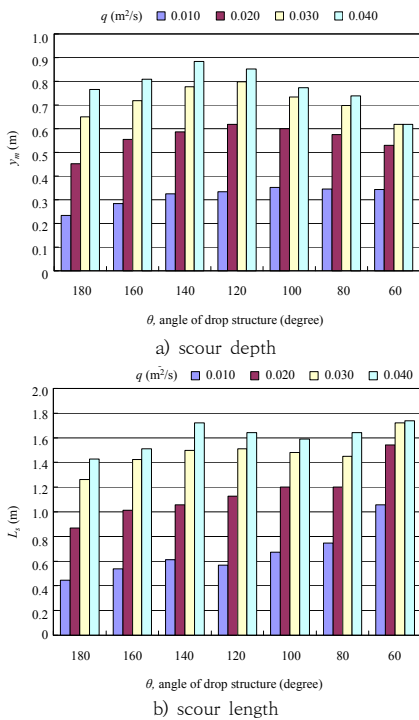 q (m²/s) 0.010 0.020 0.030 0.040
1.0
0.9
0.8
0.7
0.6
0.5
0.4
0.3
0.2
0.1
0
y_m (m)
180 160 140 120 100 80 60
θ, angle of drop structure (degree)
a) scour depth
q (m²/s) 0.010 0.020 0.030 0.040
2.0
1.8
1.6
1.4
1.2
1.0
0.8
0.6
0.4
0.2
0
L_s (m)
180 160 140 120 100 80 60
θ, angle of drop structure (degree)
b) scour length